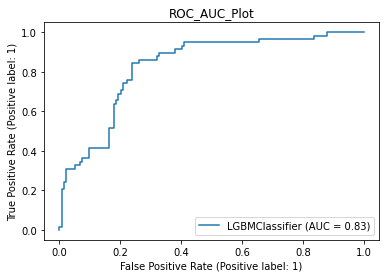 ROC_AUC_Plot
1.0
0.8
0.6
0.4
0.2
0.0
True Positive Rate (Positive label: 1)
LGBMClassifier (AUC = 0.83)
0.0 0.2 0.4 0.6 0.8 1.0
False Positive Rate (Positive label: 1)